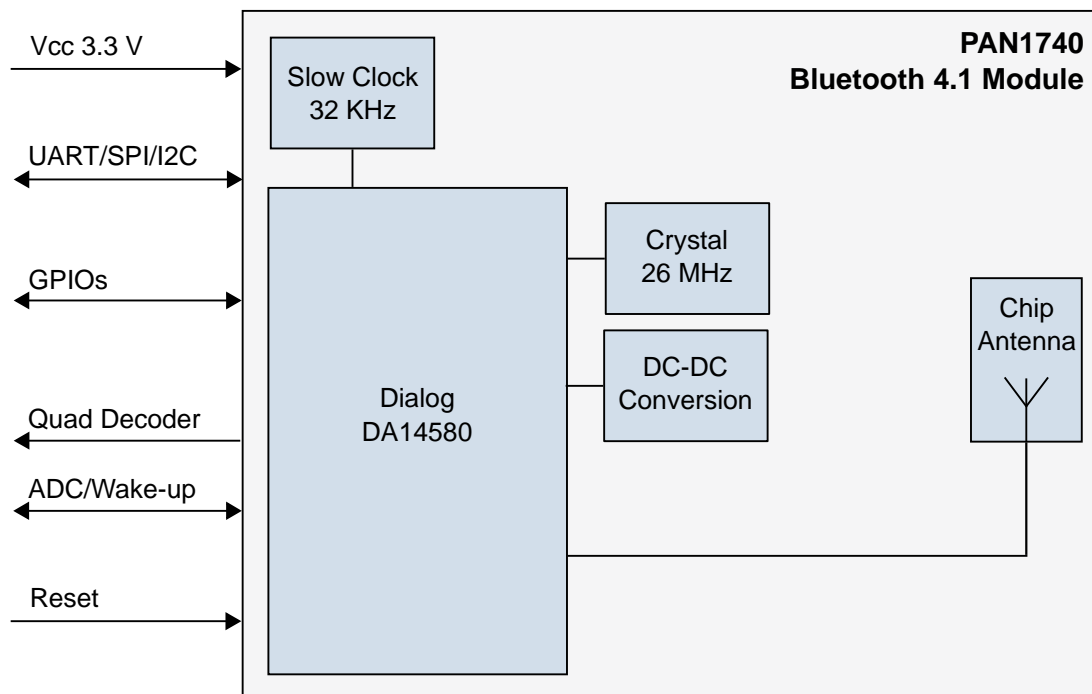 Vcc 3.3 V
UART/SPI/I2C
GPIOs
Quad Decoder
ADC/Wake-up
Reset
PAN1740
Bluetooth 4.1 Module
Slow Clock
32 KHz
Crystal
26 MHz
DC-DC
Conversion
Dialog
DA14580
Chip
Antenna